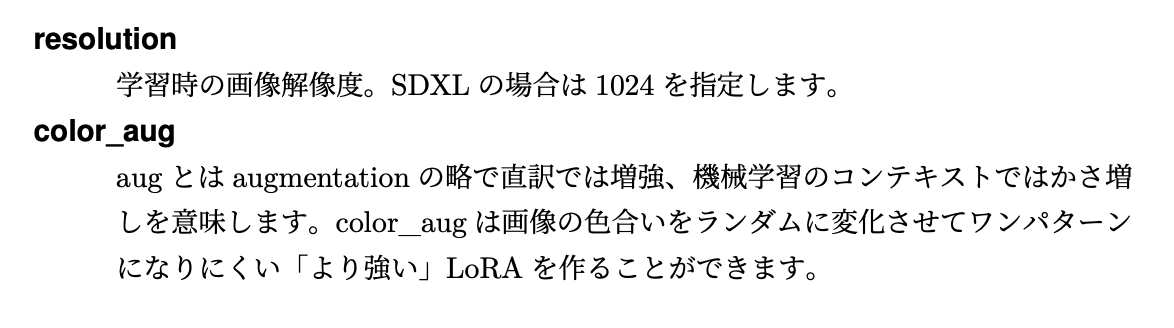 resolution
学習時の画像解像度。SDXL の場合は 1024 を指定します。
color_aug
aug とは augmentation の略で直訳では増強、機械学習のコンテキストではかさ増
しを意味します。color_aug は画像の色合いをランダムに変化させてワンパターン
になりにくい「より強い」LoRA を作ることができます。